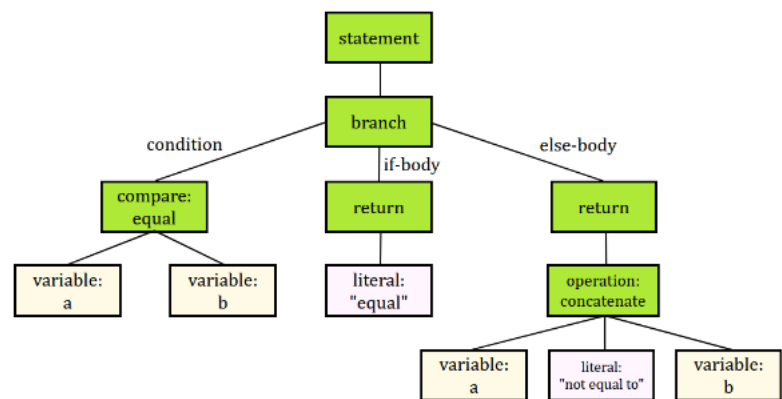 statement
branch
condition
if-body
else-body
compare:
equal
return
return
variable:
a
variable:
b
literal:
"equal"
operation:
concatenate
variable:
a
literal:
"not equal to"
variable:
b